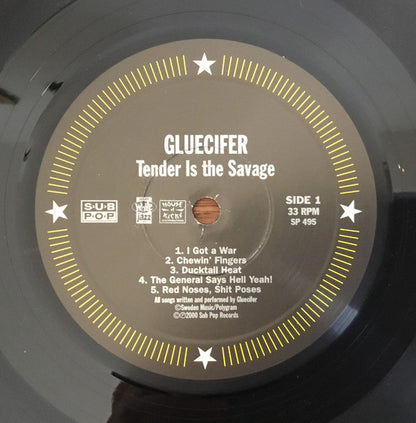 GLUECIFER
Tender Is the Savage
SUB
POP
HOUSE
OF
KICKS
SIDE 1
33 RPM
SP 495
1. I Got a War
2. Chewin' Fingers
3. Ducktail Heat
4. The General Says Hell Yeah!
5. Red Noses, Shit Poses
All songs written and performed by Gluecifer
©Sweden Music/Polygram
©℗2000 Sub Pop Records